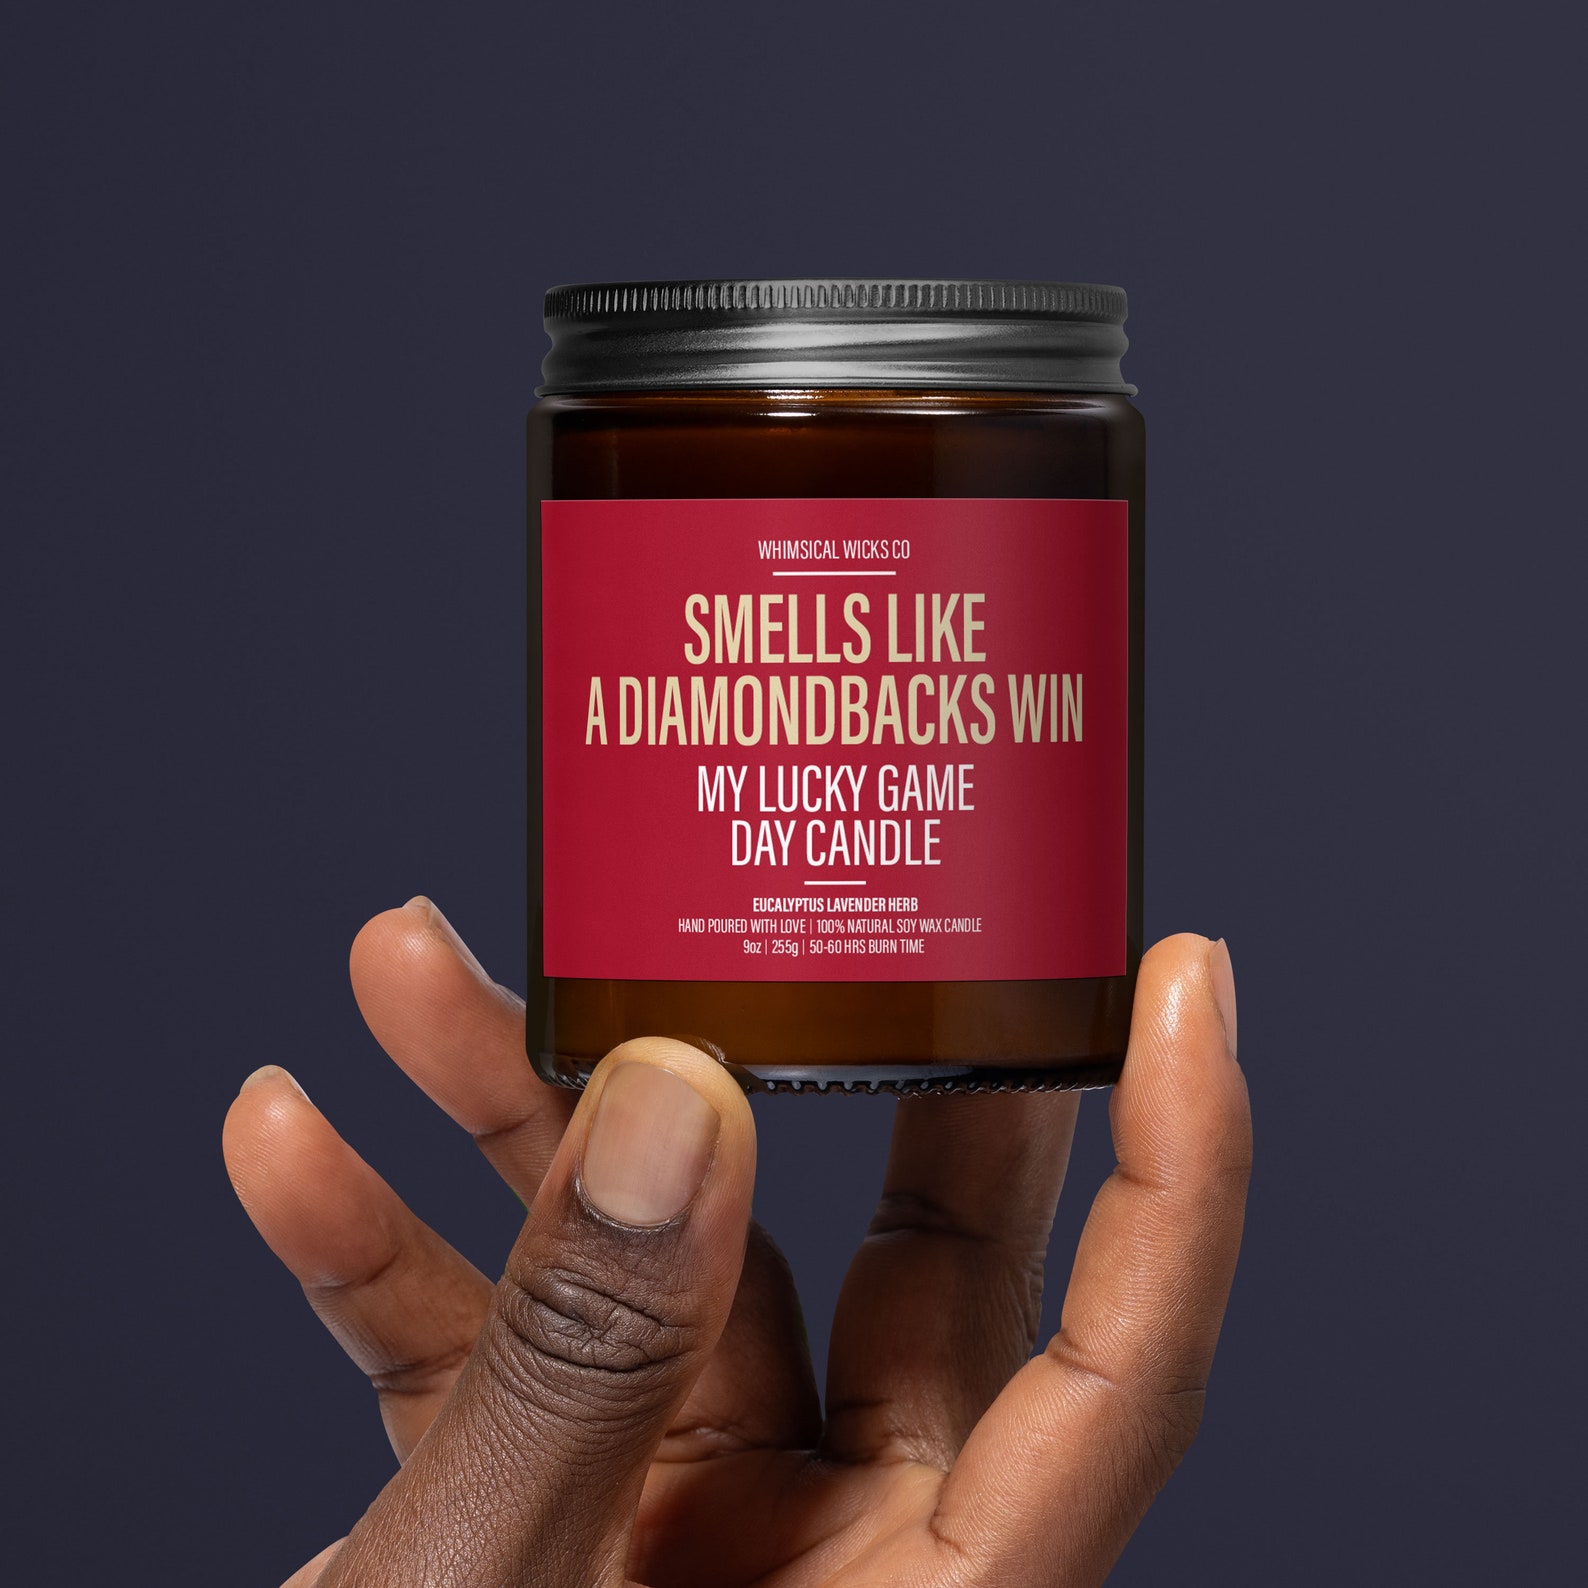 WHIMSICAL WICKS CO
SMELLS LIKE
A DIAMONDBACKS WIN
MY LUCKY GAME
DAY CANDLE
EUCALYPTUS LAVENDER HERB
HAND POURED WITH LOVE | 100% NATURAL SOY WAX CANDLE
9oz | 255g | 50-60 HRS BURN TIME